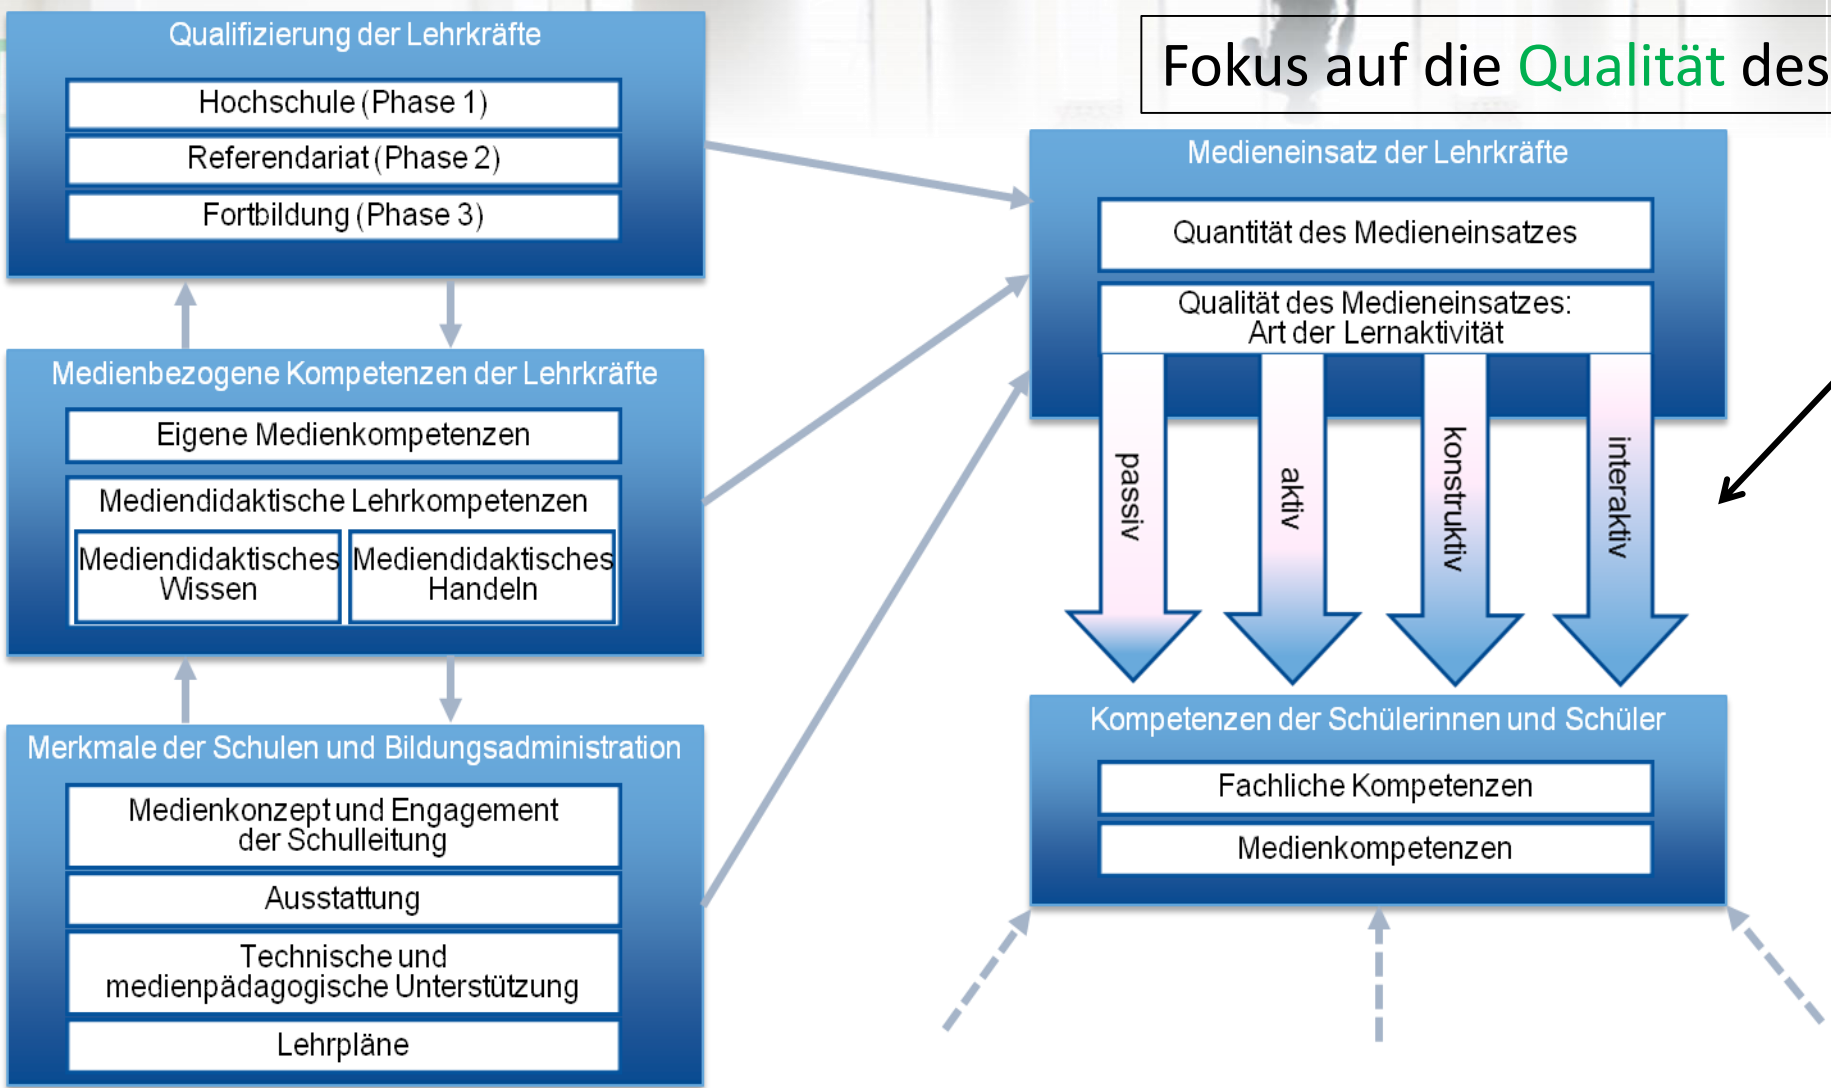 Qualifizierung der Lehrkräfte
Hochschule (Phase 1)
Referendariat (Phase 2)
Fortbildung (Phase 3)
Medienbezogene Kompetenzen der Lehrkräfte
Eigene Medienkompetenzen
Mediendidaktische Lehrkompetenzen
Mediendidaktisches
Wissen
Mediendidaktisches
Handeln
Merkmale der Schulen und Bildungsadministration
Medienkonzept und Engagement
der Schulleitung
Ausstattung
Technische und
medienpädagogische Unterstützung
Lehrpläne
Fokus auf die Qualität des
Medieneinsatz der Lehrkräfte
Quantität des Medieneinsatzes
Qualität des Medieneinsatzes:
Art der Lernaktivität
passiv
aktiv
konstruktiv
interaktiv
Kompetenzen der Schülerinnen und Schüler
Fachliche Kompetenzen
Medienkompetenzen